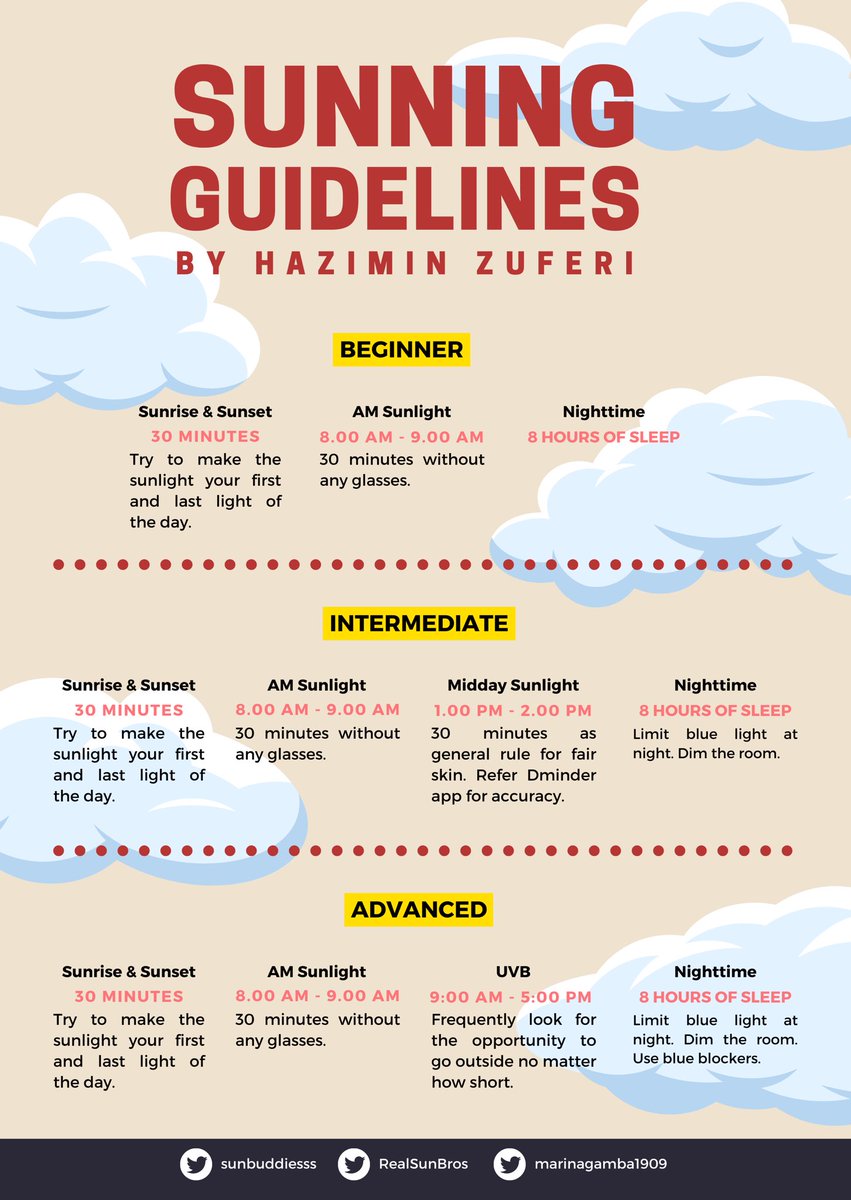 SUNNING
GUIDELINES
BY HAZIMIN ZUFERI
BEGINNER
Sunrise & Sunset
30 MINUTES
Try to make the
sunlight your first
and last light of
the day.
AM Sunlight
8.00 AM - 9.00 AM
30 minutes without
any glasses.
Nighttime
8 HOURS OF SLEEP
INTERMEDIATE
Sunrise & Sunset
30 MINUTES
Try to make the
sunlight your first
and last light of
the day.
AM Sunlight
8.00 AM - 9.00 AM
30 minutes without
any glasses.
Midday Sunlight
1.00 PM - 2.00 PM
30 minutes as
general rule for fair
skin. Refer Dminder
app for accuracy.
Nighttime
8 HOURS OF SLEEP
Limit blue light at
night. Dim the room.
ADVANCED
Sunrise & Sunset
30 MINUTES
Try to make the
sunlight your first
and last light of
the day.
AM Sunlight
8.00 AM - 9.00 AM
30 minutes without
any glasses.
UVB
9:00 AM - 5:00 PM
Frequently look for
the opportunity to
go outside no matter
how short.
Nighttime
8 HOURS OF SLEEP
Limit blue light at
night. Dim the room.
Use blue blockers.
sunbuddiesss
RealSunBros
marinagamba1909